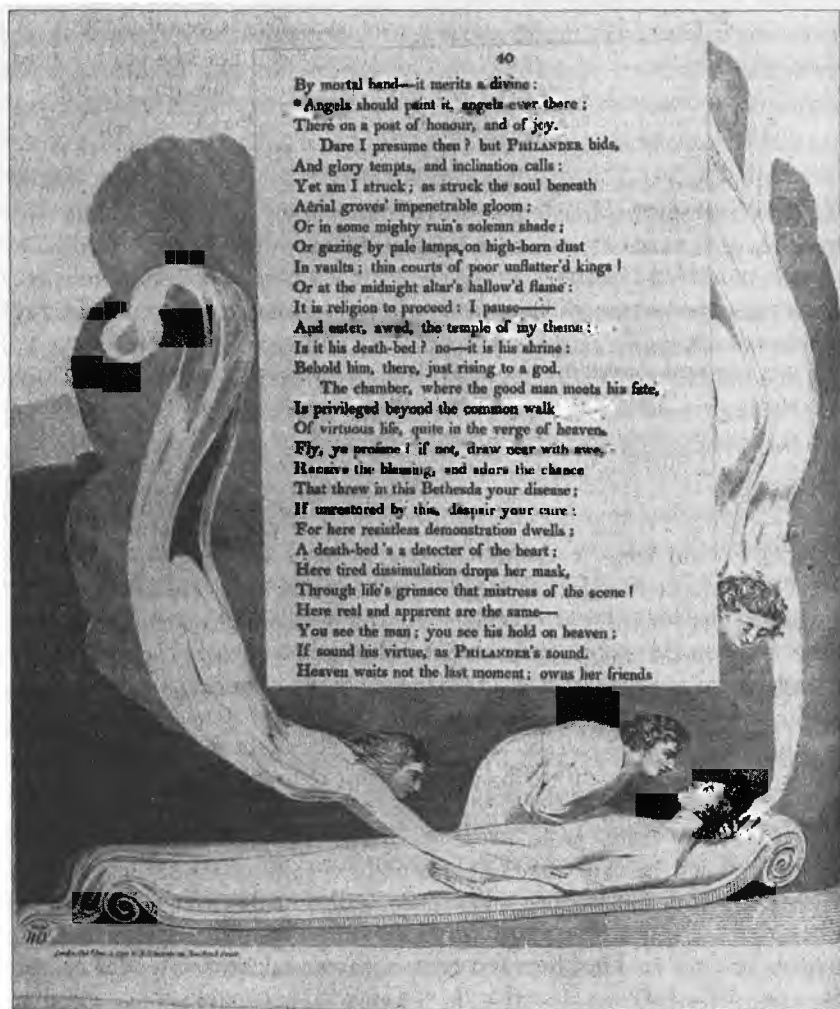 40
By mortal hand—it merits a divine:
*Angels should paint it, angels ever there;
There on a post of honour, and of joy.
Dare I presume then? but PHILANDER bids,
And glory tempts, and inclination calls:
Yet am I struck; as struck the soul beneath
Aërial groves' impenetrable gloom;
Or in some mighty ruin's solemn shade;
Or gazing by pale lamps on high-born dust
In vaults; thin courts of poor unflatter'd kings!
Or at the midnight altar's hallow'd flame:
It is religion to proceed: I pause——
And enter, awed, the temple of my theme:
Is it his death-bed? no—it is his shrine:
Behold him, there, just rising to a god.
The chamber, where the good man meets his fate,
Is privileged beyond the common walk
Of virtuous life, quite in the verge of heaven.
Fly, ye profane! if not, draw near with awe,
Receive the blessing, and adore the chance
That threw in this Bethesda your disease;
If unrestored by this, despair your cure:
For here resistless demonstration dwells;
A death-bed's a detecter of the heart;
Here tired dissimulation drops her mask,
Through life's grimace that mistress of the scene!
Here real and apparent are the same—
You see the man; you see his hold on heaven;
If sound his virtue, as PHILANDER's sound.
Heaven waits not the last moment; owns her friends